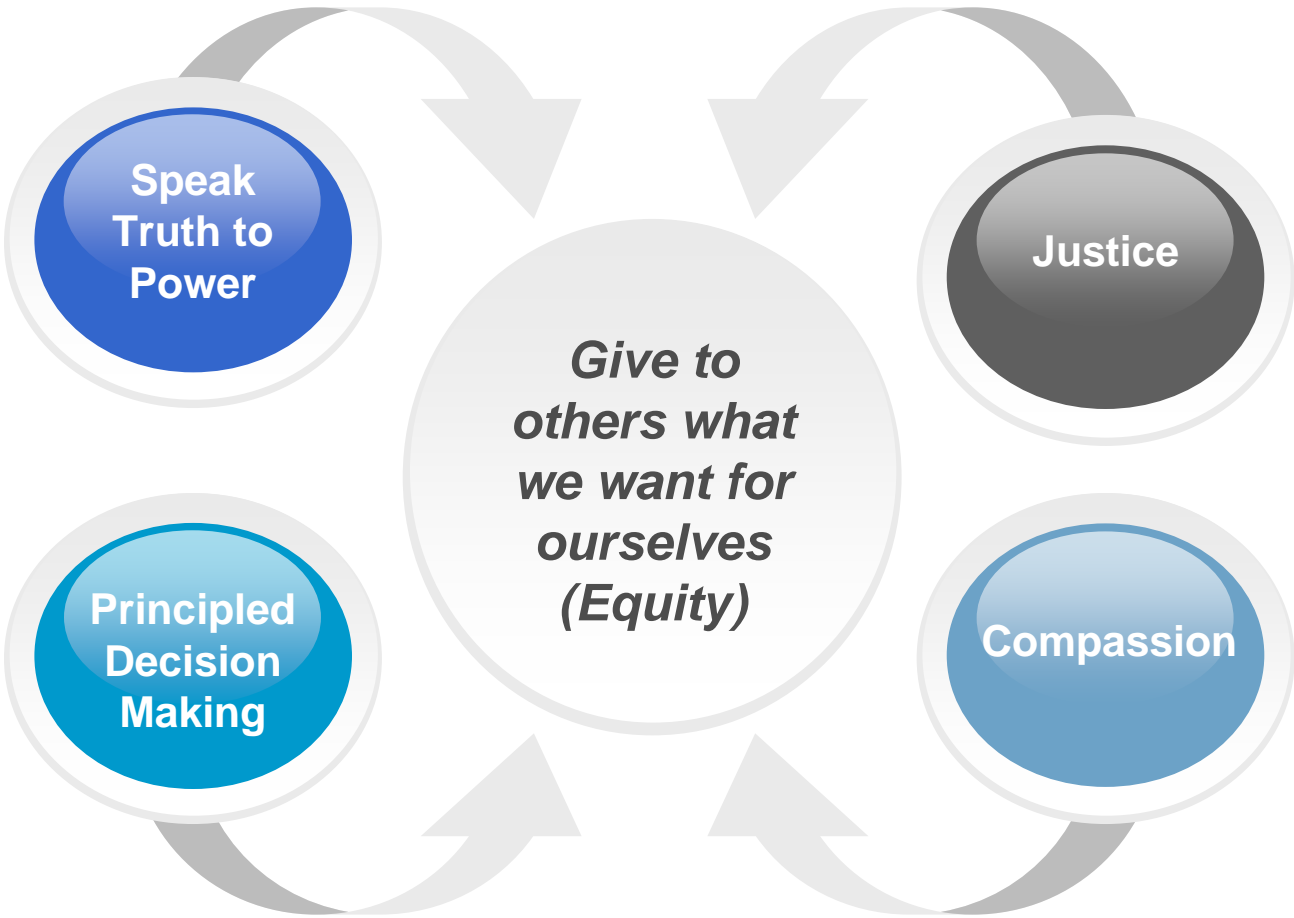 Speak
Truth to
Power
Justice
Give to
others what
we want for
ourselves
(Equity)
Principled
Decision
Making
Compassion